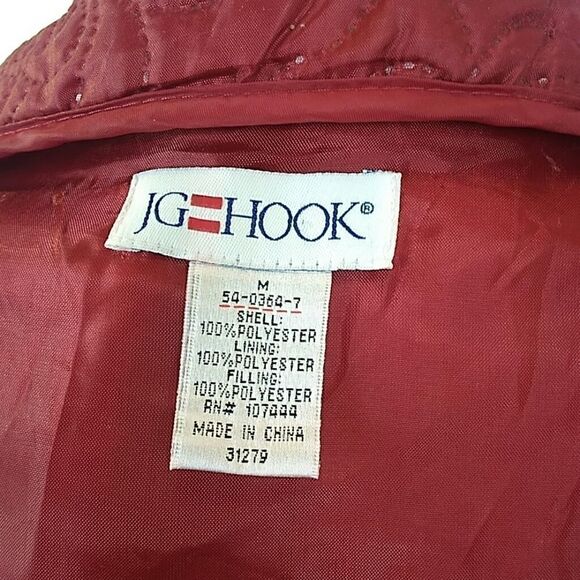 JG HOOK®
M
54-0364-7
SHELL:
100%POLYESTER
LINING:
100%POLYESTER
FILLING:
100%POLYESTER
RN# 107444
MADE IN CHINA
31279